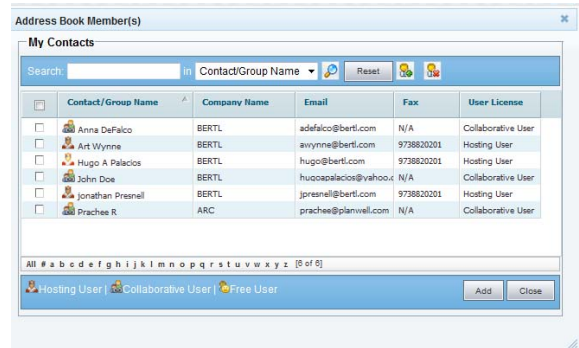 Address Book Member(s)
My Contacts
Search: in Contact/Group Name Reset
Contact/Group Name Company Name Email Fax User License
Anna DeFalco BERTL adefalco@bertl.com N/A Collaborative User
Art Wynne BERTL awynne@bertl.com 9738820201 Hosting User
Hugo A Palacios BERTL hugo@bertl.com 9738820201 Hosting User
John Doe BERTL hugoapalacios@yahoo.c N/A Collaborative User
jonathan Presnell BERTL jpresnell@bertl.com 9738820201 Hosting User
Prachee R ARC prachee@planwell.com N/A Collaborative User
All # a b c d e f g h i j k l m n o p q r s t u v w x y z [6 of 6]
Hosting User | Collaborative User | Free User Add Close